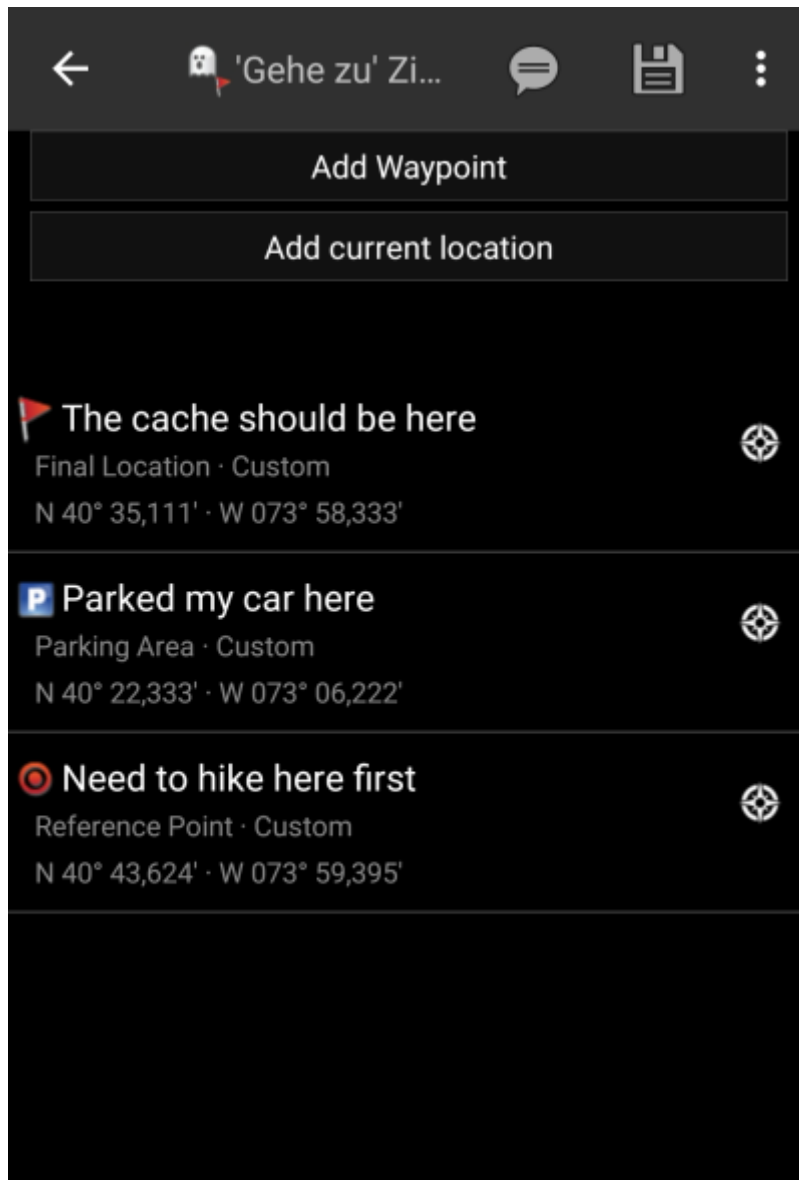 'Gehe zu' Zi...
Add Waypoint
Add current location
The cache should be here
Final Location · Custom
N 40° 35,111' · W 073° 58,333'
P Parked my car here
Parking Area · Custom
N 40° 22,333' · W 073° 06,222'
Need to hike here first
Reference Point · Custom
N 40° 43,624' · W 073° 59,395'